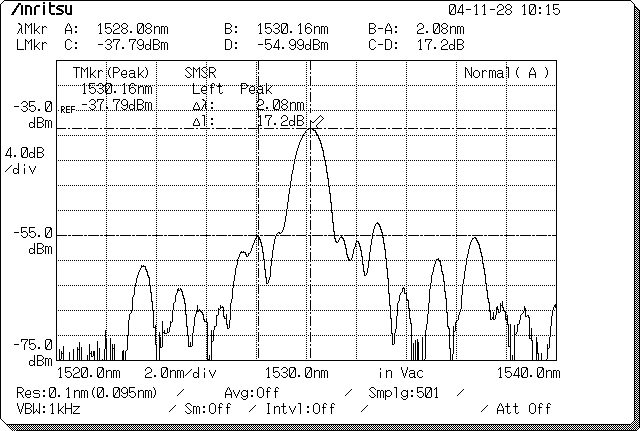 Anritsu 04-11-28 10:15
λMkr A: 1528.08nm B: 1530.16nm B-A: 2.08nm
LMkr C: -37.79dBm D: -54.99dBm C-D: 17.2dB
TMkr(Peak) SMSR Normal(A)
1530.16nm Left Peak
-37.79dBm Δλ: 2.08nm
Δl: 17.2dB
-35.0
REF
dBm
4.0dB
/div
-55.0
dBm
-75.0
dBm
1520.0nm 2.0nm/div 1530.0nm in Vac 1540.0nm
Res:0.1nm(0.095nm) / Avg:Off / Smplg:501 /
VBW:1kHz / Sm:Off / Intvl:Off / / Att Off